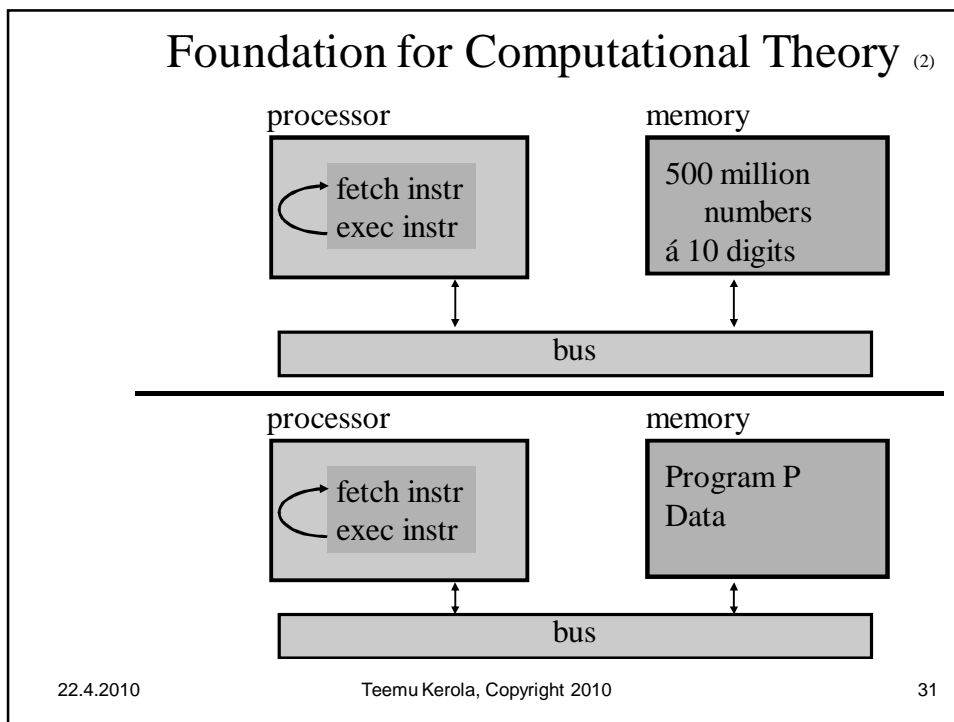 Foundation for Computational Theory (2)
processor
memory
fetch instr
exec instr
500 million
numbers
á 10 digits
bus
processor
memory
fetch instr
exec instr
Program P
Data
bus
22.4.2010
Teemu Kerola, Copyright 2010
31